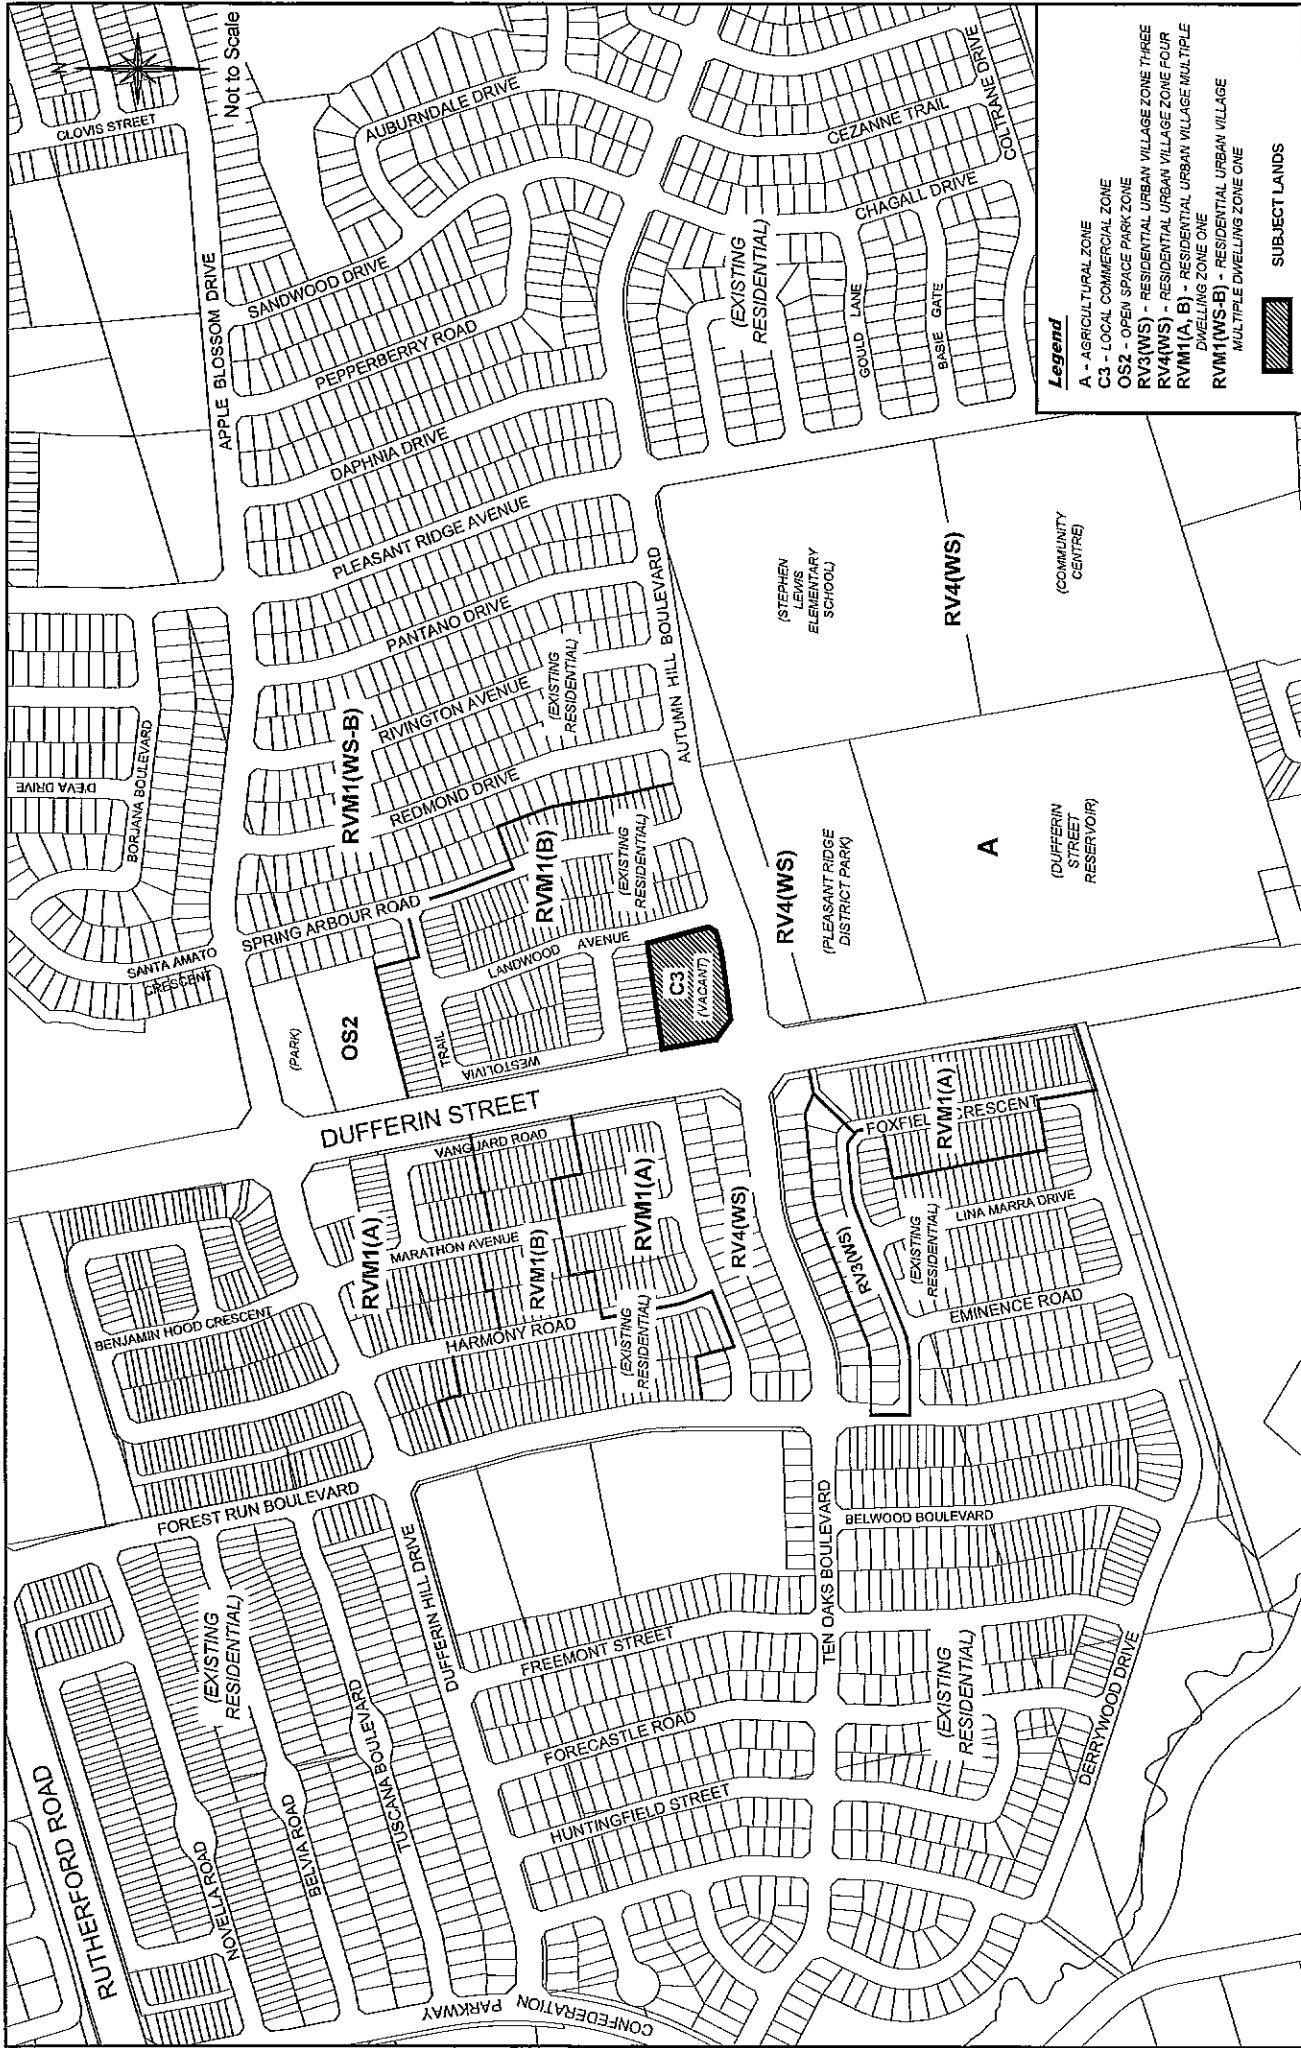 CLOVIS STREET
N
Not to Scale
AUBURNDALE DRIVE
CEZANNE TRAIL
COLTRANE DRIVE
CHAGALL DRIVE
SANDWOOD DRIVE
APPLE BLOSSOM DRIVE
PEPPERBERRY ROAD
(EXISTING
RESIDENTIAL)
GOULD LANE
BASIE GATE
DAPHNIA DRIVE
PLEASANT RIDGE AVENUE
PANTANO DRIVE
AUTUMN HILL BOULEVARD
(STEPHEN
LEWIS
ELEMENTARY
SCHOOL)
RV4(WS)
(COMMUNITY
CENTRE)
RIVINGTON AVENUE
(EXISTING
RESIDENTIAL)
REDMOND DRIVE
RVM1(WS-B)
D'EVA DRIVE
BORJANA BOULEVARD
SANTA AMATO
CRESCENT
SPRING ARBOUR ROAD
RVM1(B)
(EXISTING
RESIDENTIAL)
LANDWOOD AVENUE
RV4(WS)
(PLEASANT RIDGE
DISTRICT PARK)
A
(DUFFERIN
STREET
RESERVOIR)
C3
(VACANT)
(PARK)
OS2
TRAIL
WESTOLIVIA
DUFFERIN STREET
VANGUARD ROAD
RVM1(A)
MARATHON AVENUE
RVM1(B)
RVM1(A)
RV4(WS)
HARMONY ROAD
(EXISTING
RESIDENTIAL)
BENJAMIN HOOD CRESCENT
FOXFIEL CRESCENT
RVM1(A)
RV3(WS)
(EXISTING
RESIDENTIAL)
LINA MARRA DRIVE
EMINENCE ROAD
FOREST RUN BOULEVARD
DUFFERIN HILL DRIVE
TEN OAKS BOULEVARD
BELWOOD BOULEVARD
FREEMONT STREET
FORECASTLE ROAD
HUNTINGFIELD STREET
(EXISTING
RESIDENTIAL)
DERRYWOOD DRIVE
(EXISTING
RESIDENTIAL)
TUSCANA BOULEVARD
BELVIA ROAD
NOVELLA ROAD
RUTHERFORD ROAD
CONFEDERATION PARKWAY
Legend
A - AGRICULTURAL ZONE
C3 - LOCAL COMMERCIAL ZONE
OS2 - OPEN SPACE PARK ZONE
RV3(WS) - RESIDENTIAL URBAN VILLAGE ZONE THREE
RV4(WS) - RESIDENTIAL URBAN VILLAGE ZONE FOUR
RVM1(A, B) - RESIDENTIAL URBAN VILLAGE MULTIPLE
DWELLING ZONE ONE
RVM1(WS-B) - RESIDENTIAL URBAN VILLAGE
MULTIPLE DWELLING ZONE ONE
SUBJECT LANDS